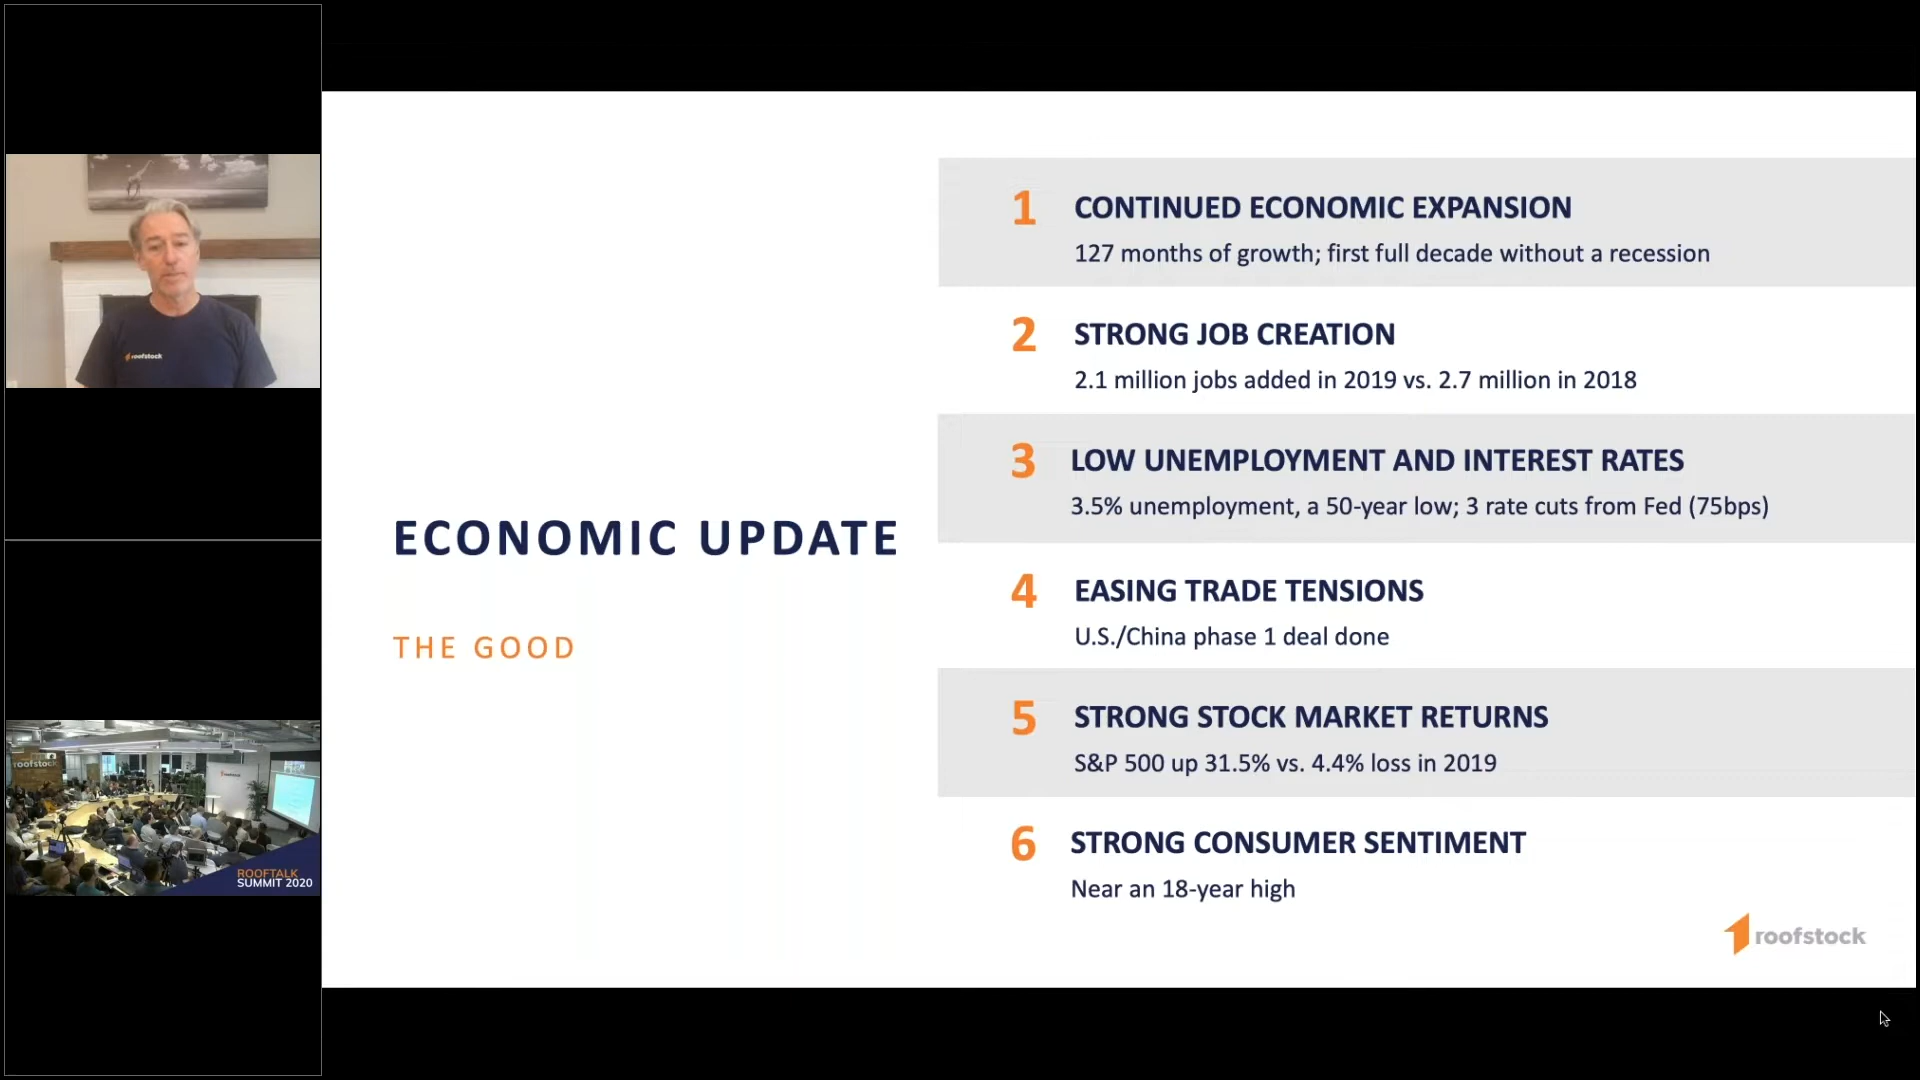 roofstock
roofstock
roofstock
ROOFTALK
SUMMIT 2020
ECONOMIC UPDATE
THE GOOD
1 CONTINUED ECONOMIC EXPANSION
127 months of growth; first full decade without a recession
2 STRONG JOB CREATION
2.1 million jobs added in 2019 vs. 2.7 million in 2018
3 LOW UNEMPLOYMENT AND INTEREST RATES
3.5% unemployment, a 50-year low; 3 rate cuts from Fed (75bps)
4 EASING TRADE TENSIONS
U.S./China phase 1 deal done
5 STRONG STOCK MARKET RETURNS
S&P 500 up 31.5% vs. 4.4% loss in 2019
6 STRONG CONSUMER SENTIMENT
Near an 18-year high
roofstock